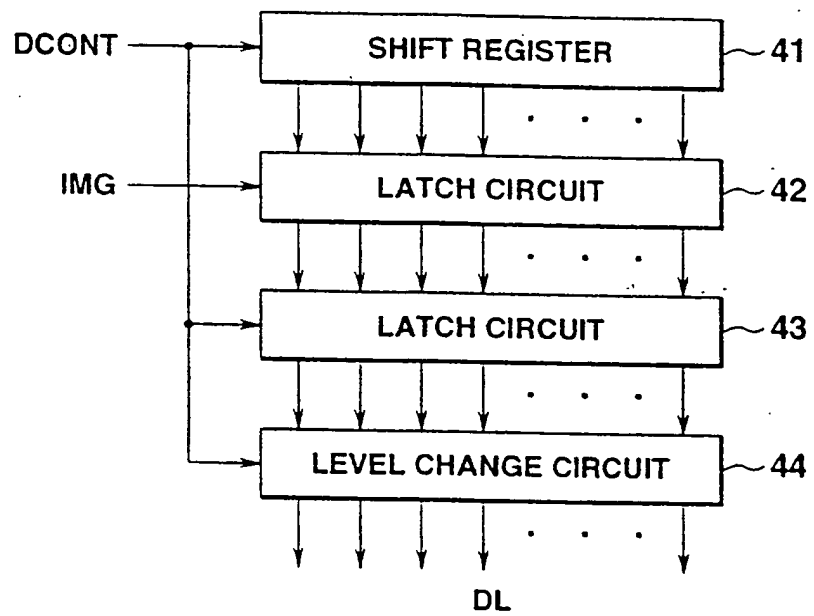 DCONT
SHIFT REGISTER
41
IMG
LATCH CIRCUIT
42
LATCH CIRCUIT
43
LEVEL CHANGE CIRCUIT
44
DL